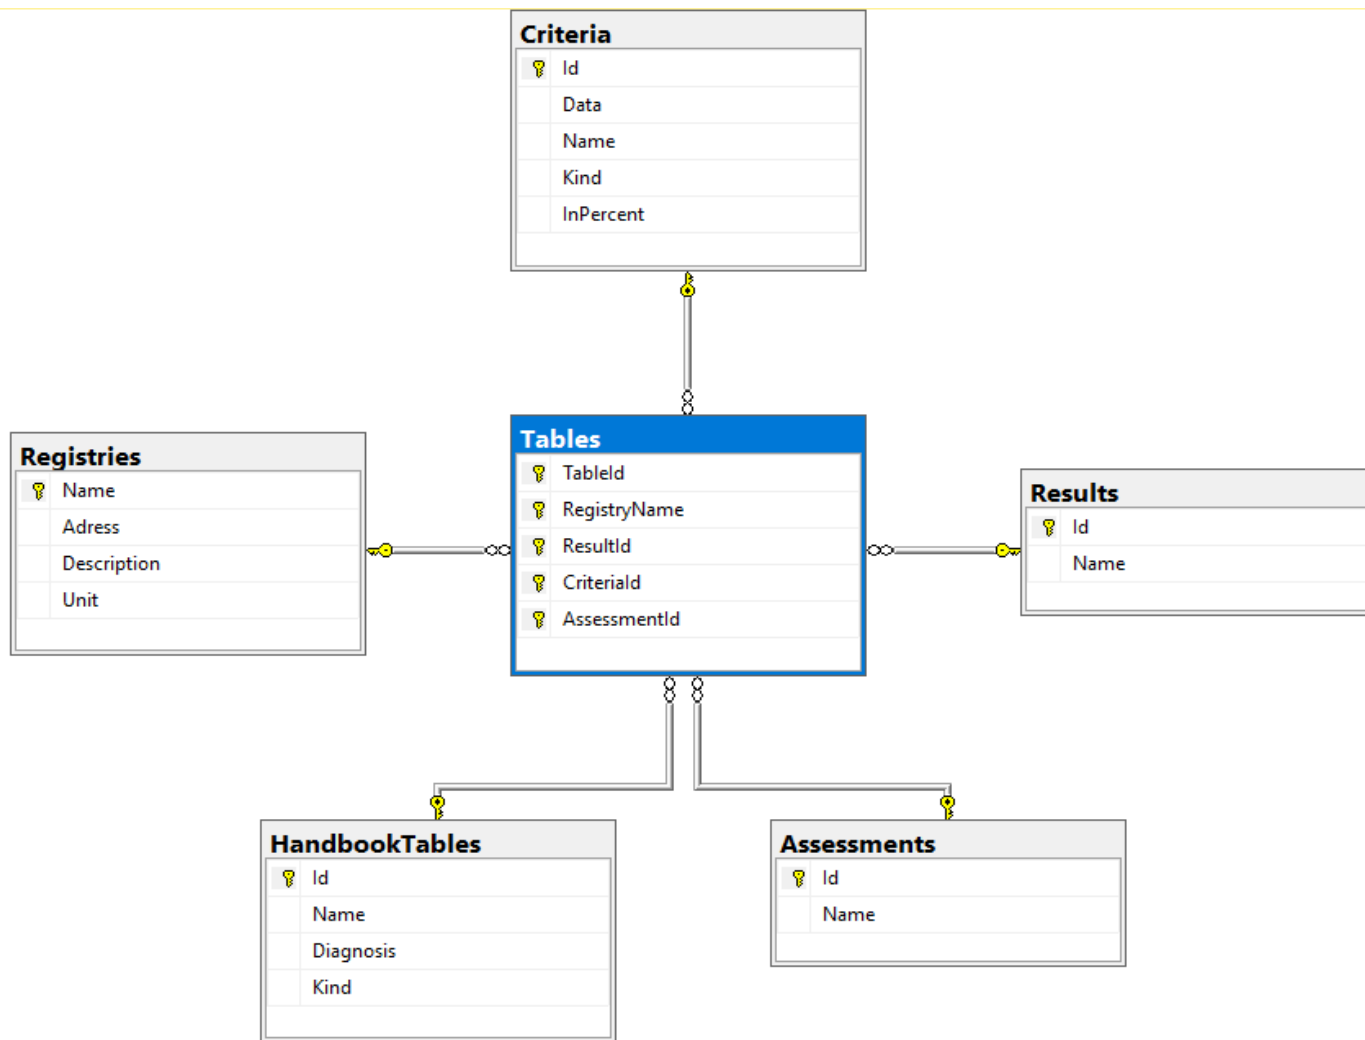 Criteria
Id
Data
Name
Kind
InPercent
Registries
Name
Adress
Description
Unit
Tables
TableId
RegistryName
ResultId
CriteriaId
AssessmentId
Results
Id
Name
HandbookTables
Id
Name
Diagnosis
Kind
Assessments
Id
Name